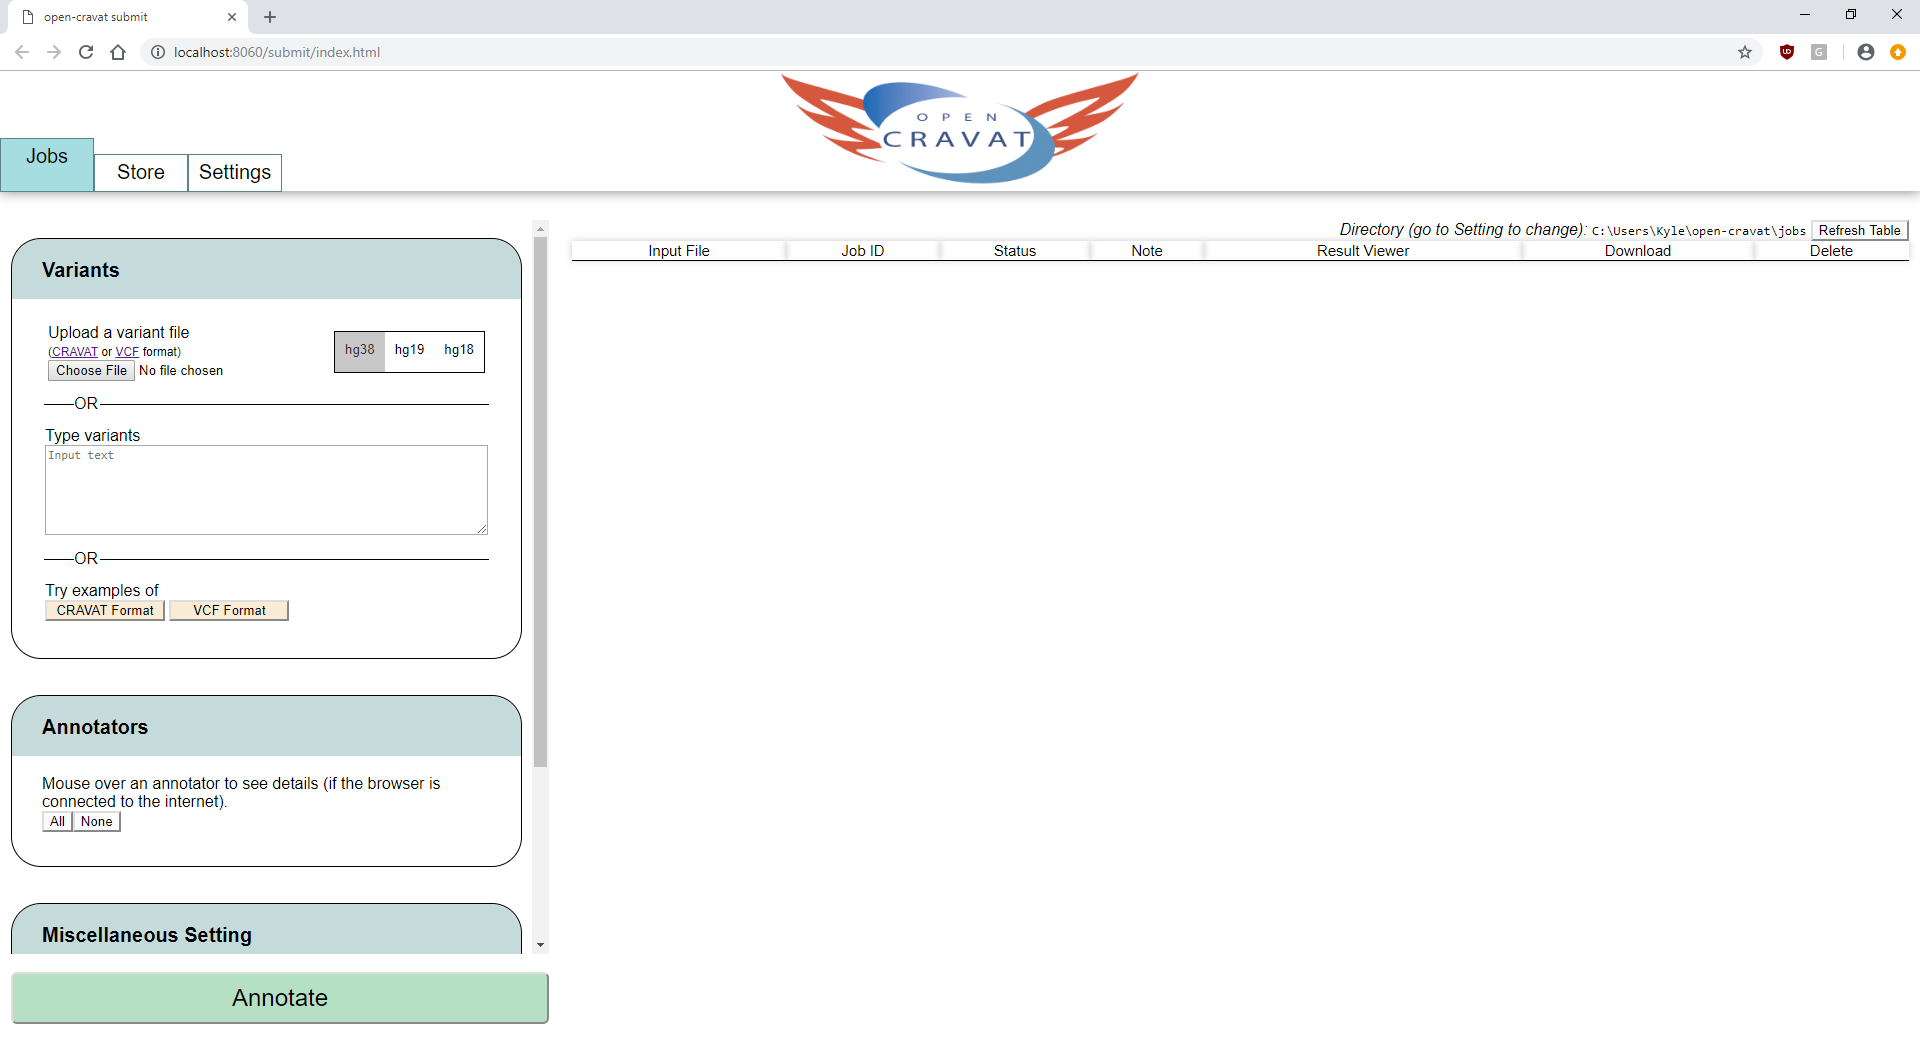 open-cravat submit
localhost:8060/submit/index.html
OPEN
CRAVAT
Jobs
Store
Settings
Directory (go to Setting to change): C:\Users\Kyle\open-cravat\jobs Refresh Table
Input File Job ID Status Note Result Viewer Download Delete
Variants
Upload a variant file
(CRAVAT or VCF format)
Choose File No file chosen
hg38 hg19 hg18
OR
Type variants
Input text
OR
Try examples of
CRAVAT Format VCF Format
Annotators
Mouse over an annotator to see details (if the browser is
connected to the internet).
All None
Miscellaneous Setting
Annotate